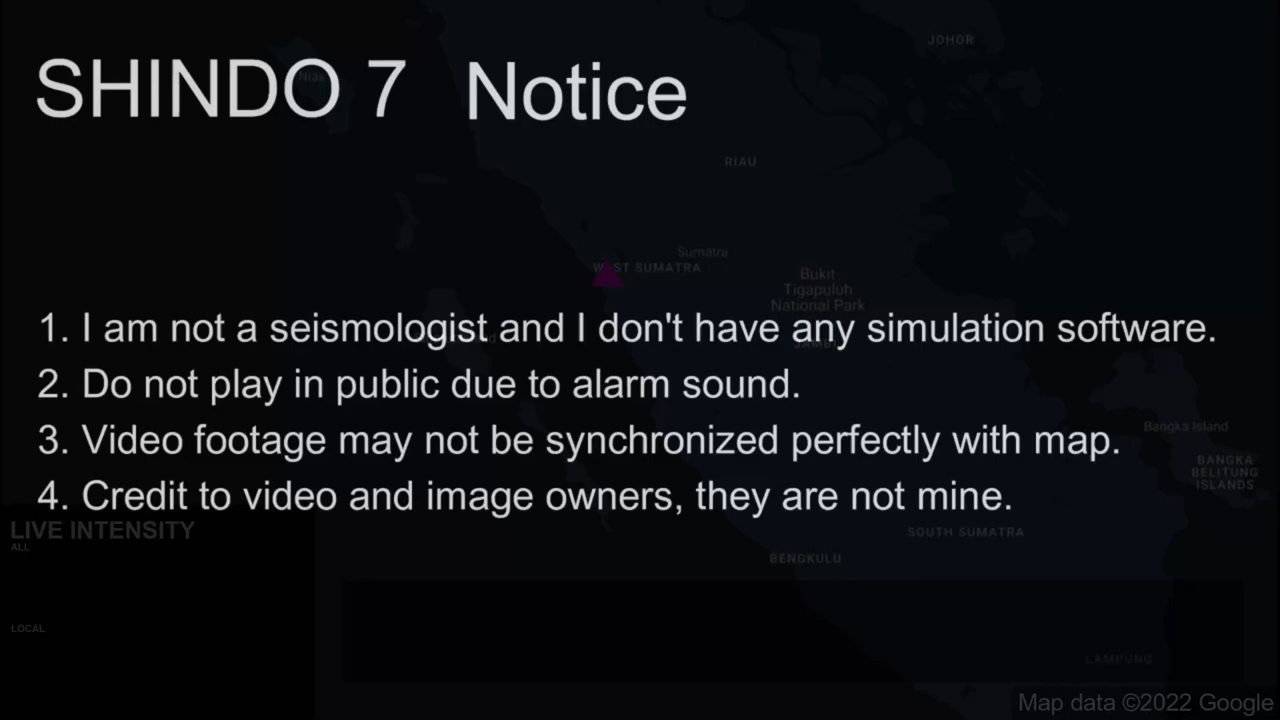 SHINDO 7 Notice
JOHOR
Nias
RIAU
Sumatra
WEST SUMATRA
Bukit
Tigapuluh
National Park
1. I am not a seismologist and I don't have any simulation software.
JAMBI
2. Do not play in public due to alarm sound.
3. Video footage may not be synchronized perfectly with map.
Bangka Island
BANGKA
BELITUNG
ISLANDS
4. Credit to video and image owners, they are not mine.
LIVE INTENSITY
ALL
SOUTH SUMATRA
BENGKULU
LOCAL
LAMPUNG
Map data ©2022 Google